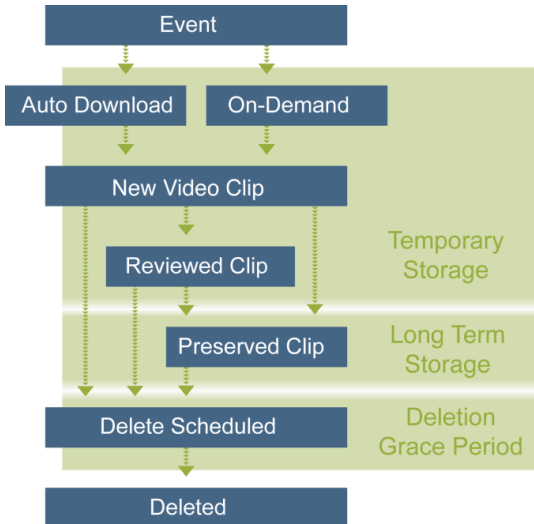 Event
Auto Download
On-Demand
New Video Clip
Temporary
Storage
Reviewed Clip
Long Term
Storage
Preserved Clip
Deletion
Grace Period
Delete Scheduled
Deleted